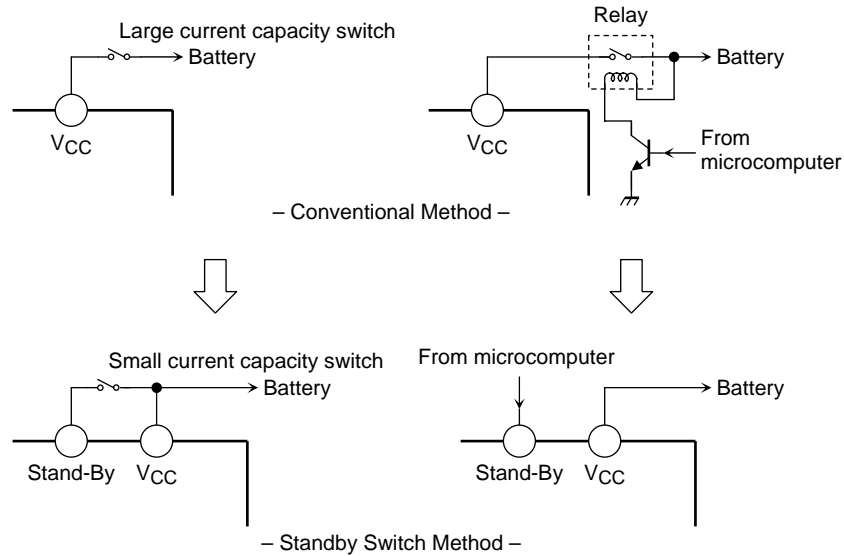 Large current capacity switch
Battery
VCC
Relay
Battery
VCC
From
microcomputer
– Conventional Method –
Small current capacity switch
Battery
Stand-By
VCC
From microcomputer
Battery
Stand-By
VCC
– Standby Switch Method –